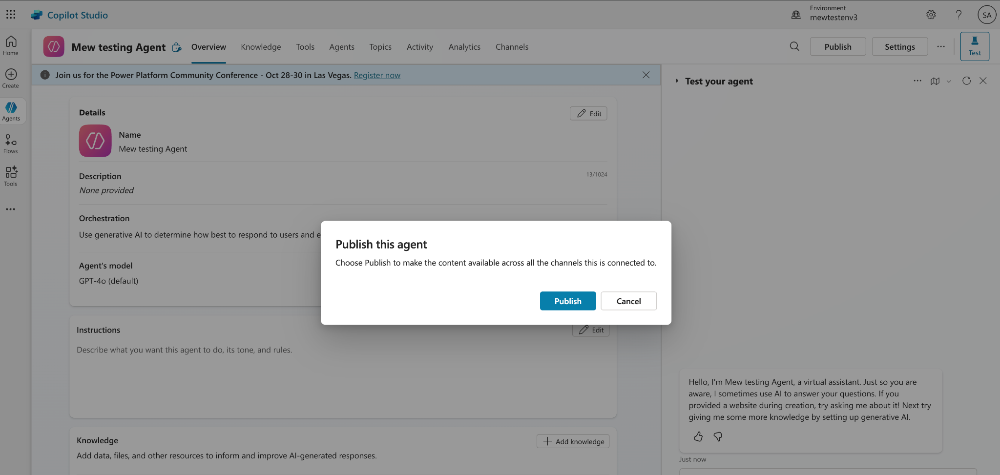 Copilot Studio
Environment
mewtestenv3
SA
Home
Create
Agents
Flows
Tools
Mew testing Agent
Overview
Knowledge
Tools
Agents
Topics
Activity
Analytics
Channels
Publish
Settings
Test
Join us for the Power Platform Community Conference - Oct 28-30 in Las Vegas. Register now
Details
Edit
Name
Mew testing Agent
Description
13/1024
None provided
Orchestration
Use generative AI to determine how best to respond to users and e
Agent's model
GPT-4o (default)
Publish this agent
Choose Publish to make the content available across all the channels this is connected to.
Publish
Cancel
Instructions
Edit
Describe what you want this agent to do, its tone, and rules.
Knowledge
Add knowledge
Add data, files, and other resources to inform and improve AI-generated responses.
Test your agent
Hello, I'm Mew testing Agent, a virtual assistant. Just so you are
aware, I sometimes use AI to answer your questions. If you
provided a website during creation, try asking me about it! Next try
giving me some more knowledge by setting up generative AI.
Just now